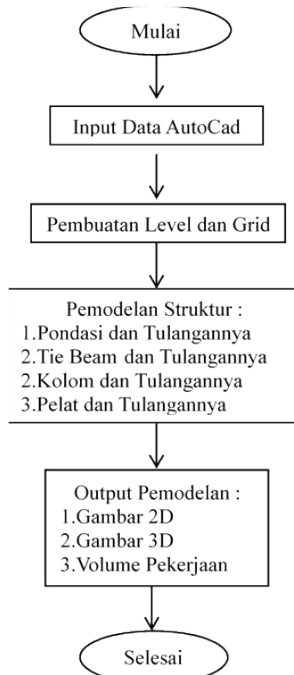 Mulai
Input Data AutoCad
Pembuatan Level dan Grid
Pemodelan Struktur :
1.Pondasi dan Tulangannya
2.Tie Beam dan Tulangannya
2.Kolom dan Tulangannya
3.Pelat dan Tulangannya
Output Pemodelan :
1.Gambar 2D
2.Gambar 3D
3.Volume Pekerjaan
Selesai